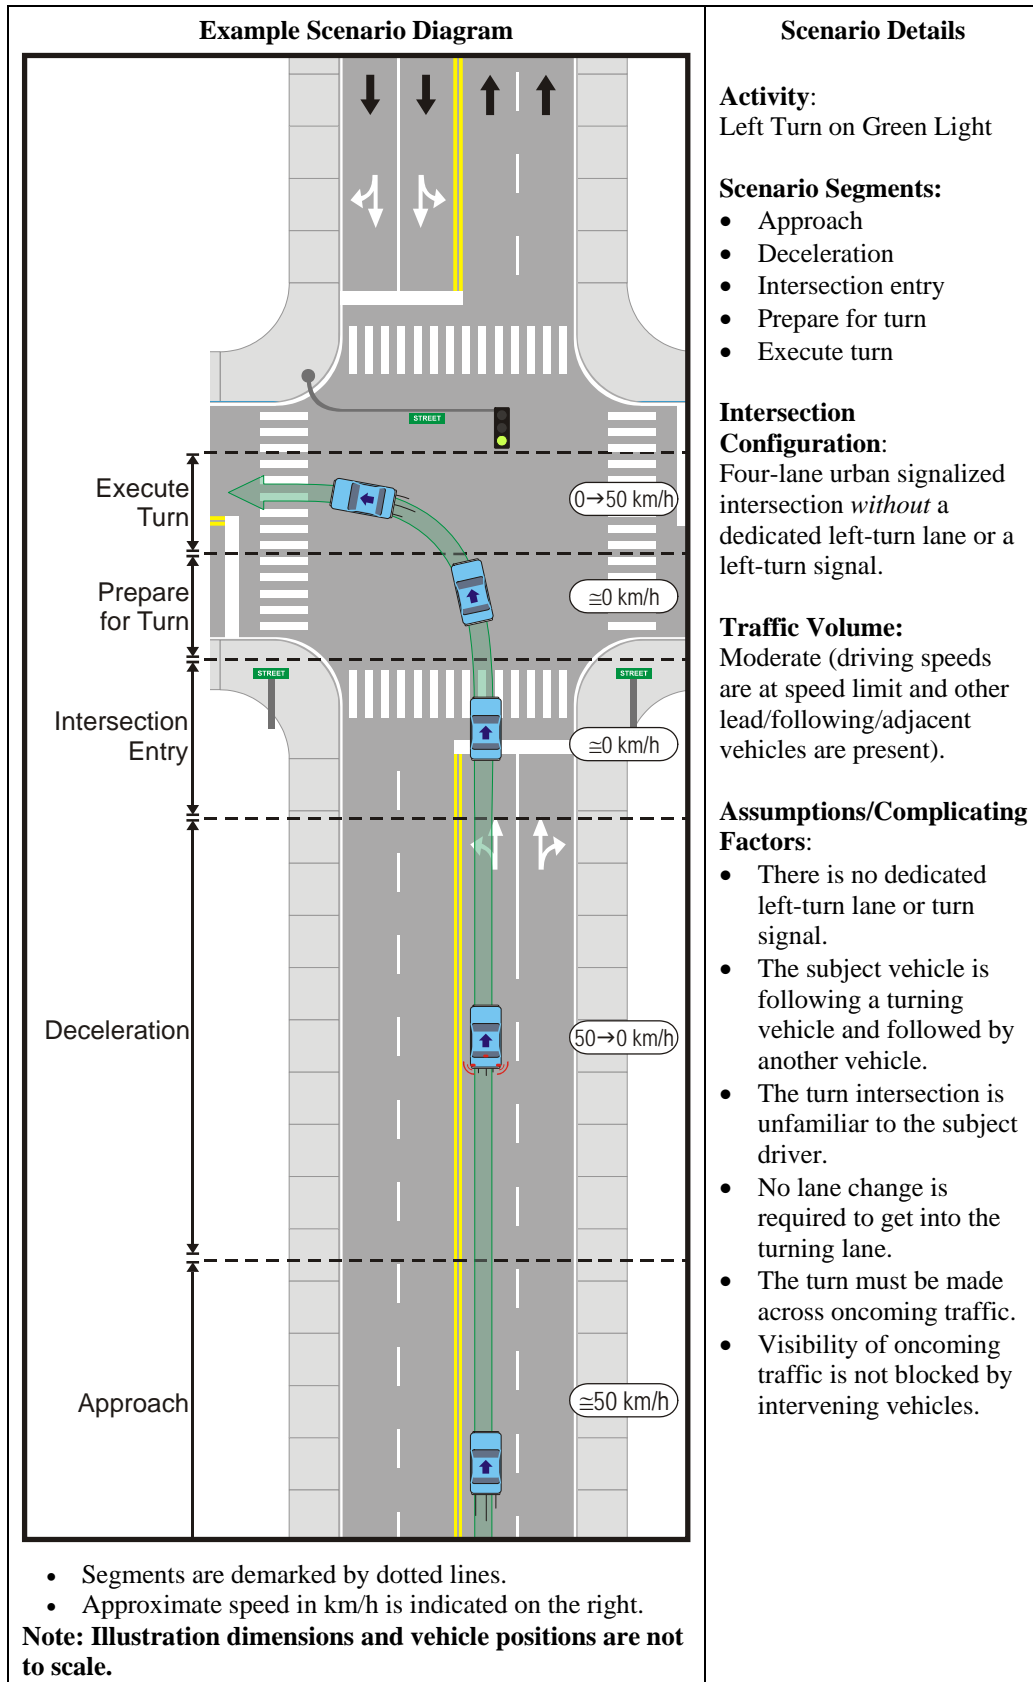 Example Scenario Diagram
STREET
Execute
Turn
0→50 km/h
Prepare
for Turn
≅0 km/h
STREET
STREET
Intersection
Entry
≅0 km/h
Deceleration
50→0 km/h
Approach
≅50 km/h
• Segments are demarked by dotted lines.
• Approximate speed in km/h is indicated on the right.
Note: Illustration dimensions and vehicle positions are not
to scale.
Scenario Details
Activity:
Left Turn on Green Light
Scenario Segments:
• Approach
• Deceleration
• Intersection entry
• Prepare for turn
• Execute turn
Intersection
Configuration:
Four-lane urban signalized
intersection without a
dedicated left-turn lane or a
left-turn signal.
Traffic Volume:
Moderate (driving speeds
are at speed limit and other
lead/following/adjacent
vehicles are present).
Assumptions/Complicating
Factors:
• There is no dedicated
left-turn lane or turn
signal.
• The subject vehicle is
following a turning
vehicle and followed by
another vehicle.
• The turn intersection is
unfamiliar to the subject
driver.
• No lane change is
required to get into the
turning lane.
• The turn must be made
across oncoming traffic.
• Visibility of oncoming
traffic is not blocked by
intervening vehicles.